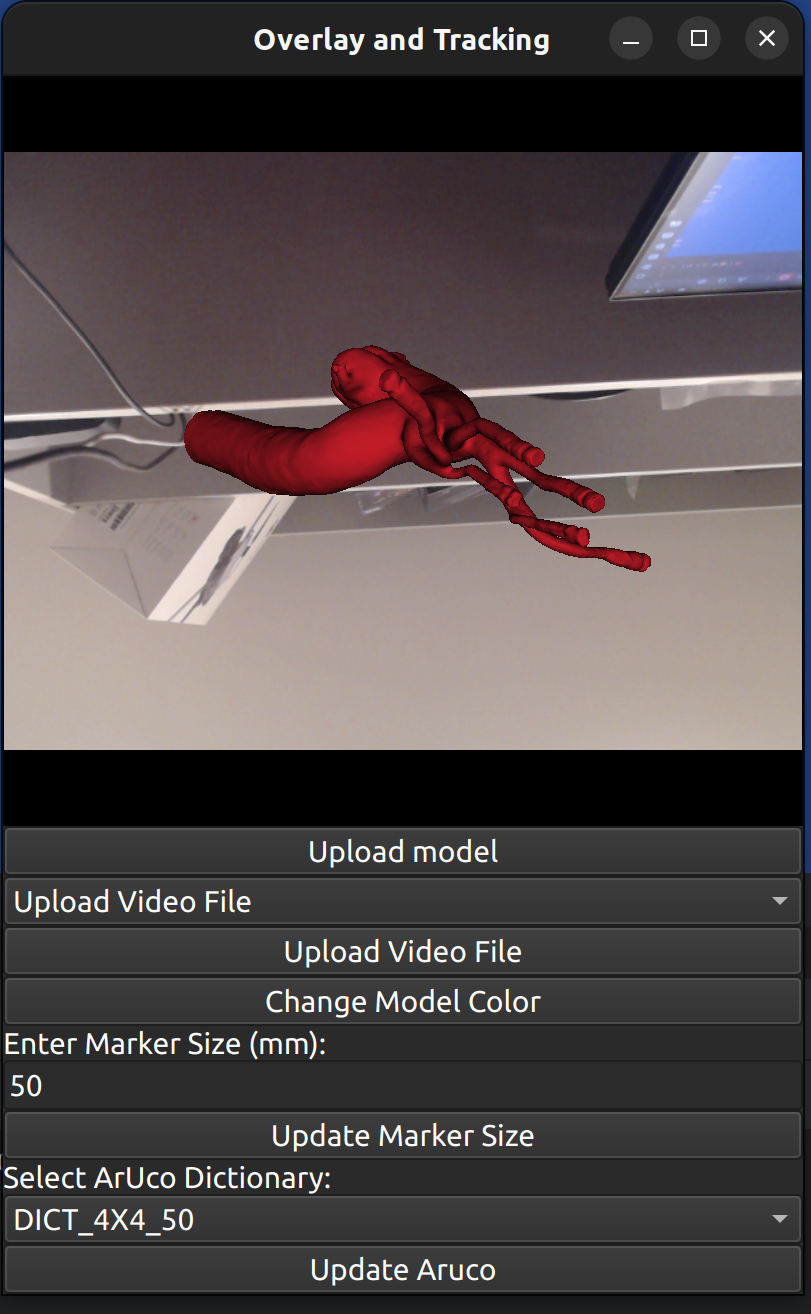 Overlay and Tracking
Upload model
Upload Video File
Upload Video File
Change Model Color
Enter Marker Size (mm):
50
Update Marker Size
Select ArUco Dictionary:
DICT_4X4_50
Update Aruco